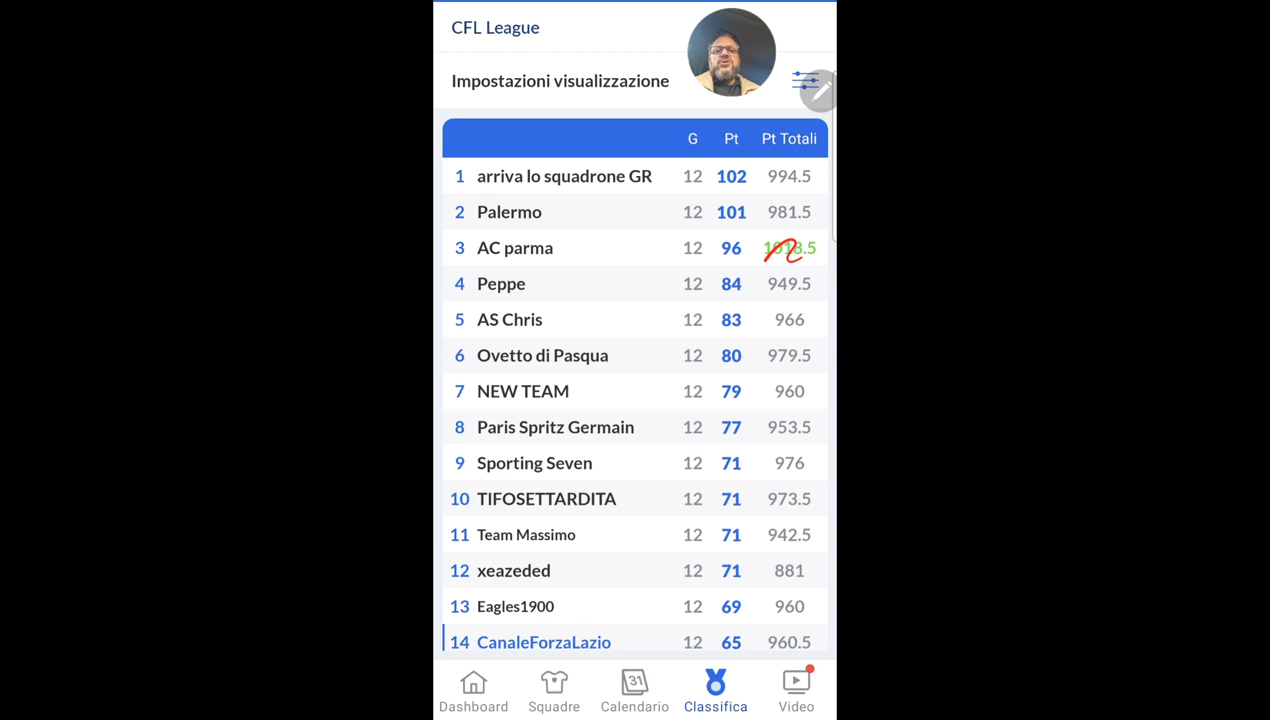 CFL League
Impostazioni visualizzazione
G Pt Pt Totali
1 arriva lo squadrone GR 12 102 994.5
2 Palermo 12 101 981.5
3 AC parma 12 96
4 Peppe 12 84 949.5
5 AS Chris 12 83 966
6 Ovetto di Pasqua 12 80 979.5
7 NEW TEAM 12 79 960
8 Paris Spritz Germain 12 77 953.5
9 Sporting Seven 12 71 976
10 TIFOSETTARDITA 12 71 973.5
11 Team Massimo 12 71 942.5
12 xeazeded 12 71 881
13 Eagles1900 12 69 960
14 CanaleForzaLazio 12 65 960.5
31
Dashboard Squadre Calendario Classifica Video